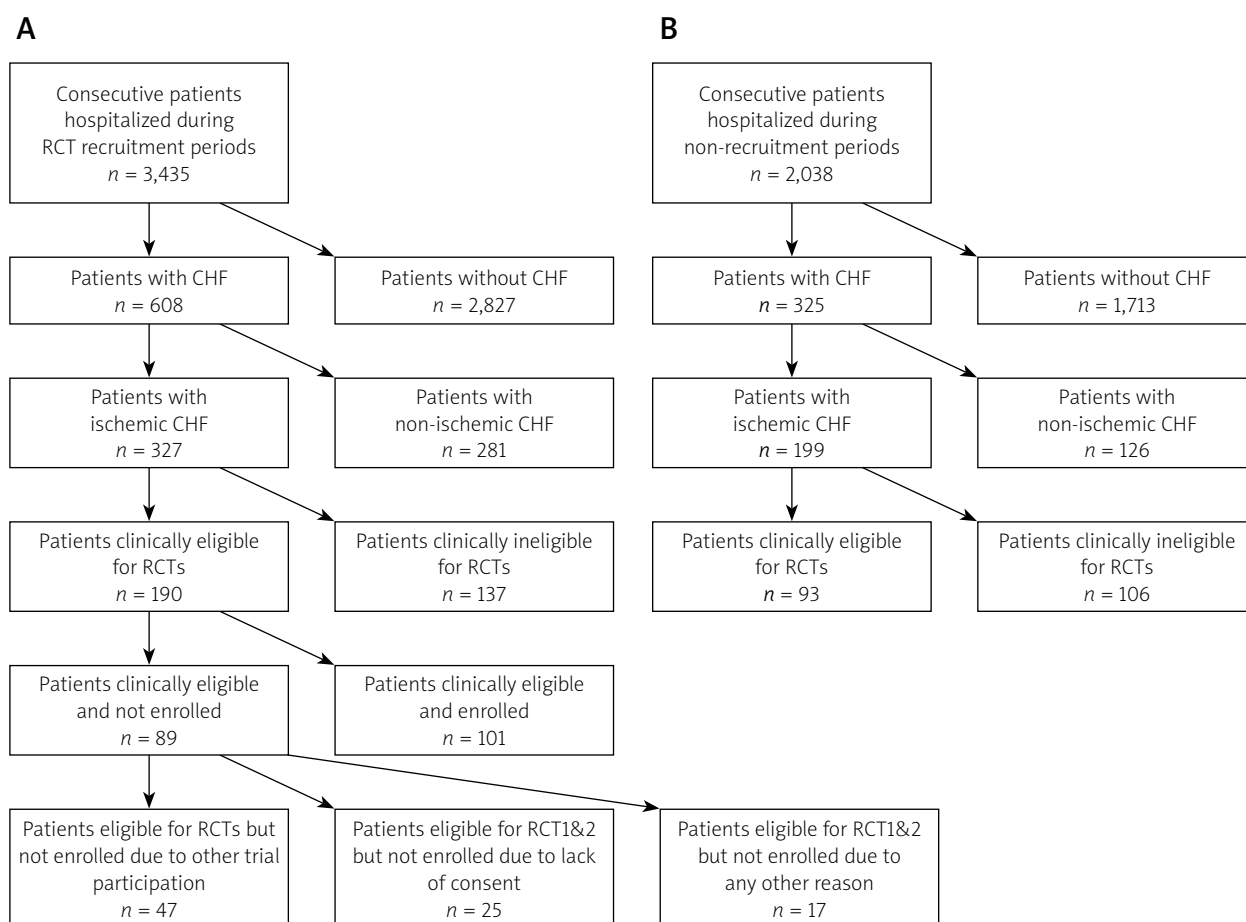 A
Consecutive patients
hospitalized during
RCT recruitment periods
n = 3,435
Patients with CHF
n = 608
Patients without CHF
n = 2,827
Patients with
ischemic CHF
n = 327
Patients with
non-ischemic CHF
n = 281
Patients clinically eligible
for RCTs
n = 190
Patients clinically ineligible
for RCTs
n = 137
Patients clinically eligible
and not enrolled
n = 89
Patients clinically eligible
and enrolled
n = 101
Patients eligible for RCTs but
not enrolled due to other trial
participation
n = 47
Patients eligible for RCT1&2
but not enrolled due to lack
of consent
n = 25
Patients eligible for RCT1&2
but not enrolled due to
any other reason
n = 17
B
Consecutive patients
hospitalized during
non-recruitment periods
n = 2,038
Patients with CHF
n = 325
Patients without CHF
n = 1,713
Patients with
ischemic CHF
n = 199
Patients with
non-ischemic CHF
n = 126
Patients clinically eligible
for RCTs
n = 93
Patients clinically ineligible
for RCTs
n = 106